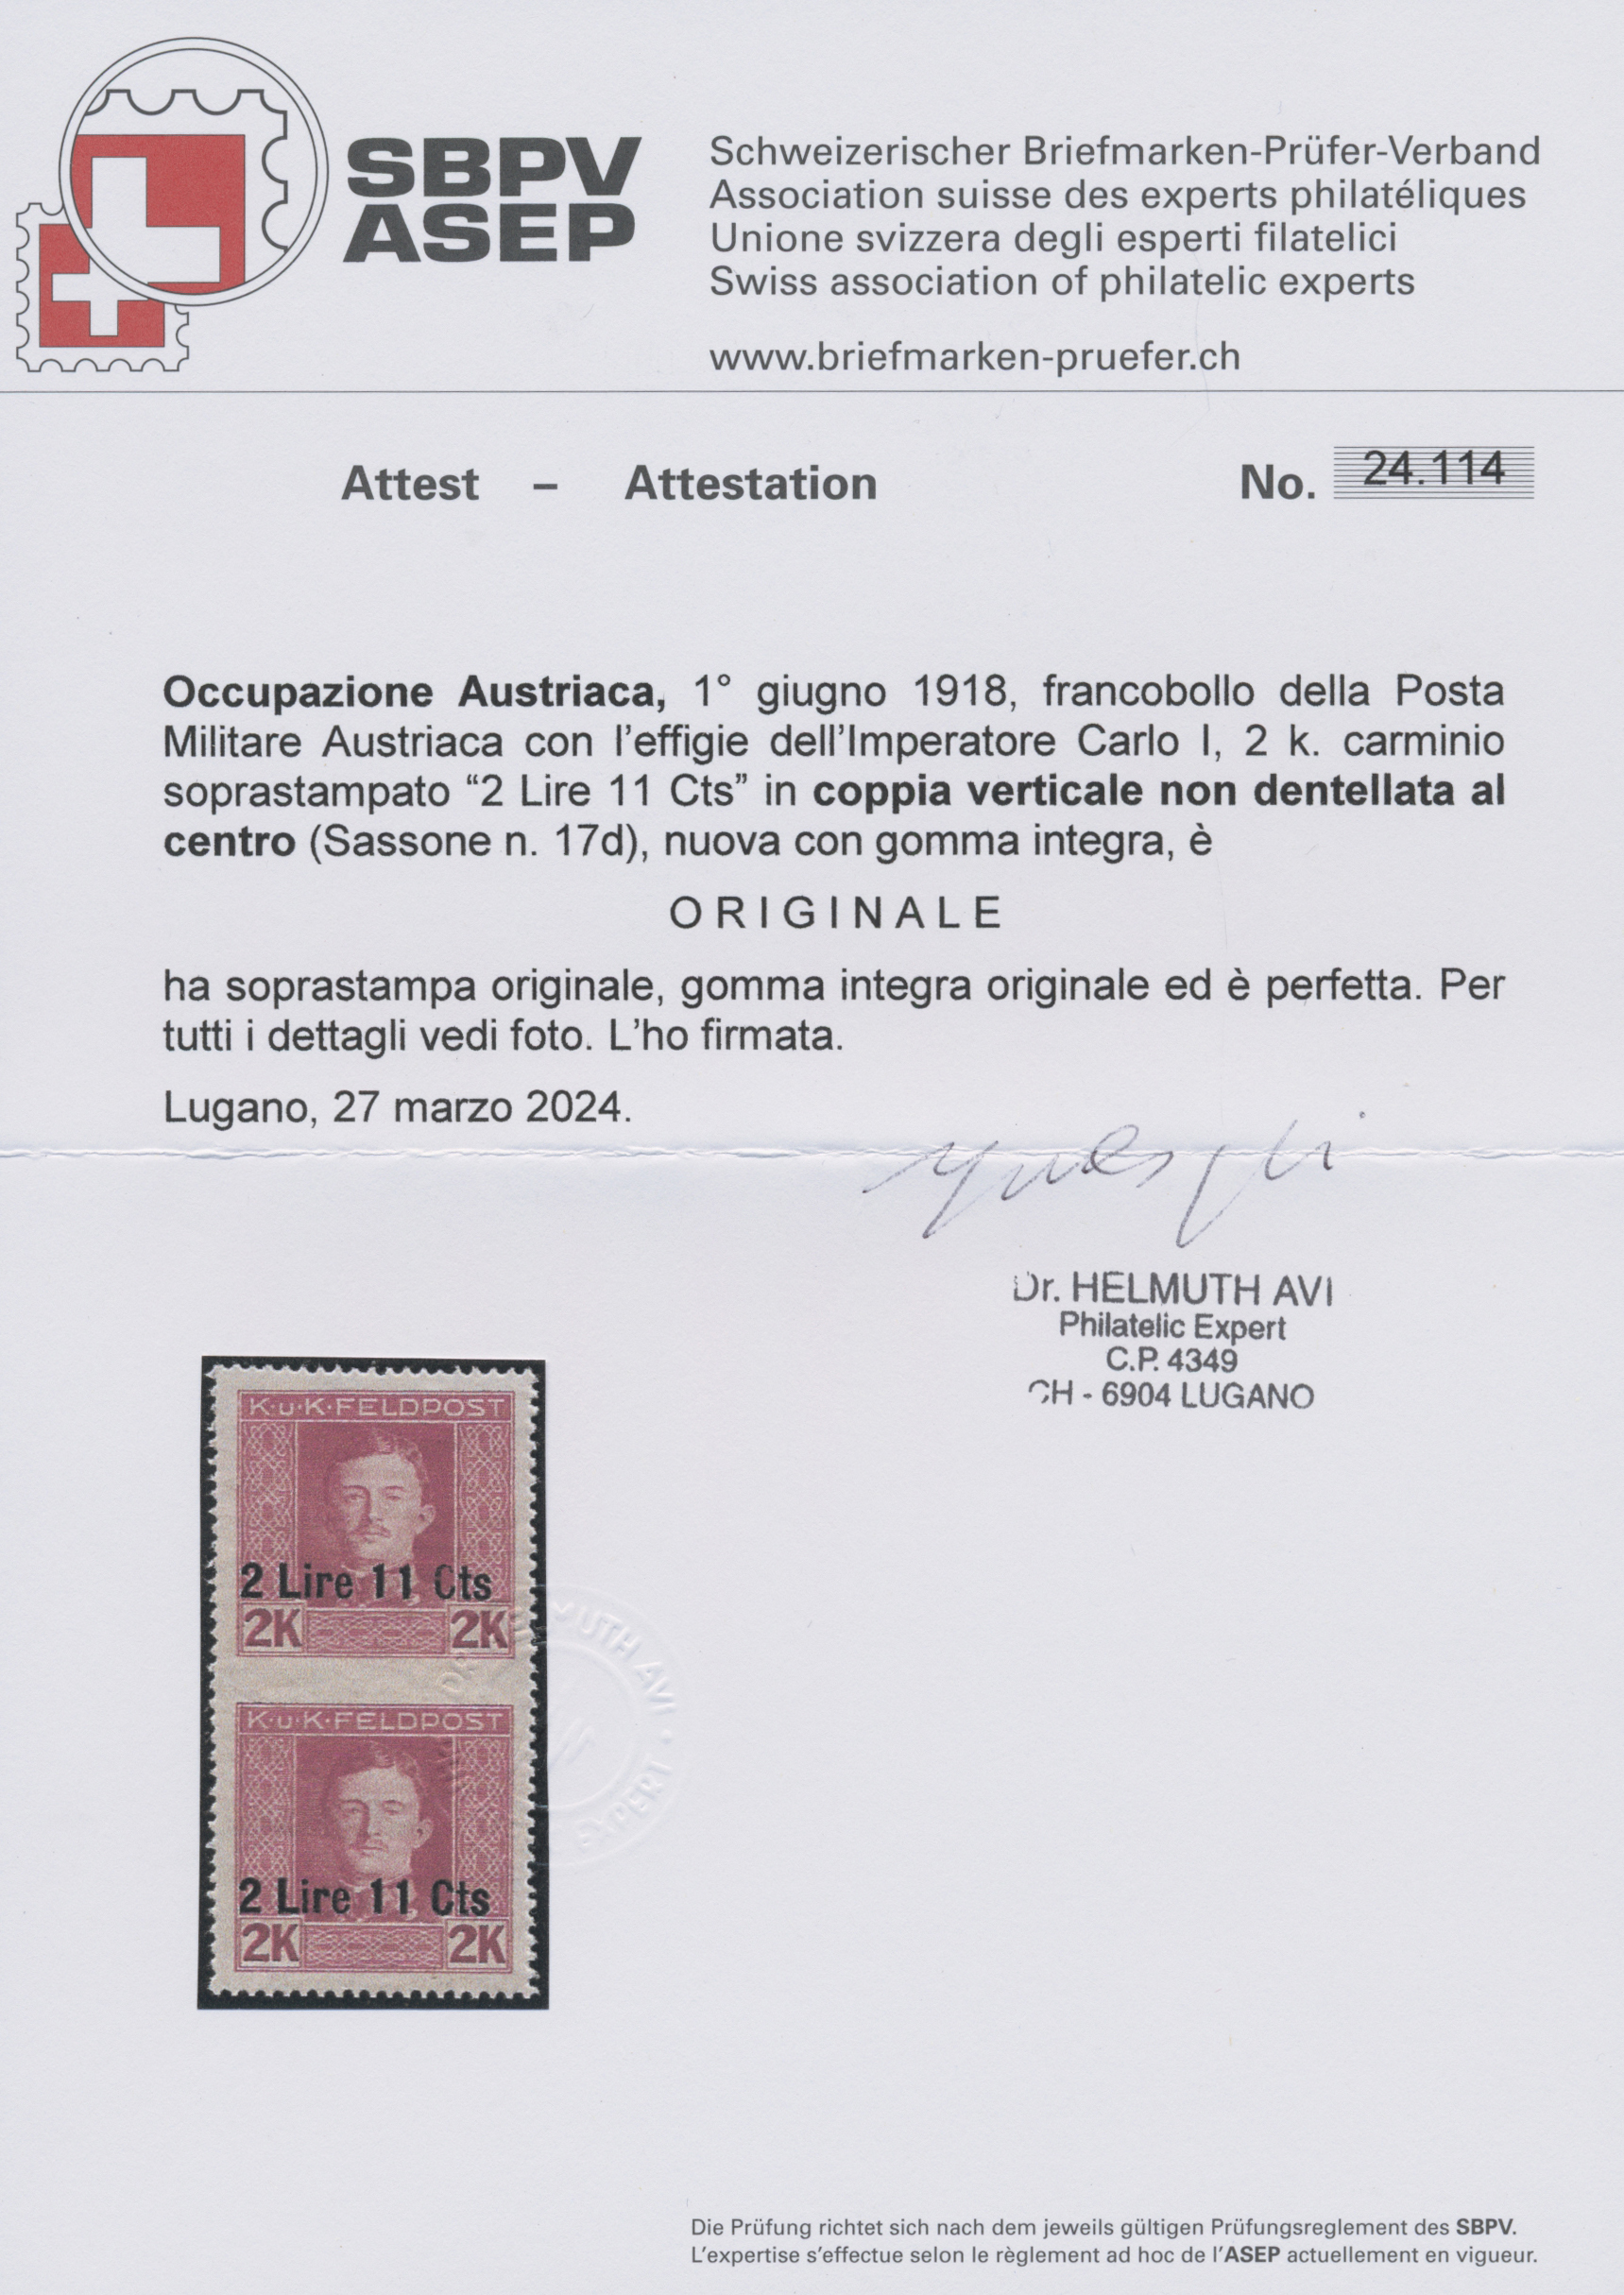 SBPV
ASEP
Schweizerischer Briefmarken-Prüfer-Verband
Association suisse des experts philatéliques
Unione svizzera degli esperti filatelici
Swiss association of philatelic experts
www.briefmarken-pruefer.ch
Attest – Attestation No. 24.114
Occupazione Austriaca, 1° giugno 1918, francobollo della Posta
Militare Austriaca con l’effigie dell’Imperatore Carlo I, 2 k. carminio
soprastampato “2 Lire 11 Cts” in coppia verticale non dentellata al
centro (Sassone n. 17d), nuova con gomma integra, è
ORIGINALE
ha soprastampa originale, gomma integra originale ed è perfetta. Per
tutti i dettagli vedi foto. L’ho firmata.
Lugano, 27 marzo 2024.
Dr. HELMUTH AVI
Philatelic Expert
C.P. 4349
CH - 6904 LUGANO
K·u·K·FELDPOST
2 Lire 11 Cts
2K 2K
K·u·K·FELDPOST
2 Lire 11 Cts
2K 2K
MUTH AVI · EXPERT
Die Prüfung richtet sich nach dem jeweils gültigen Prüfungsreglement des SBPV.
L’expertise s’effectue selon le règlement ad hoc de l’ASEP actuellement en vigueur.